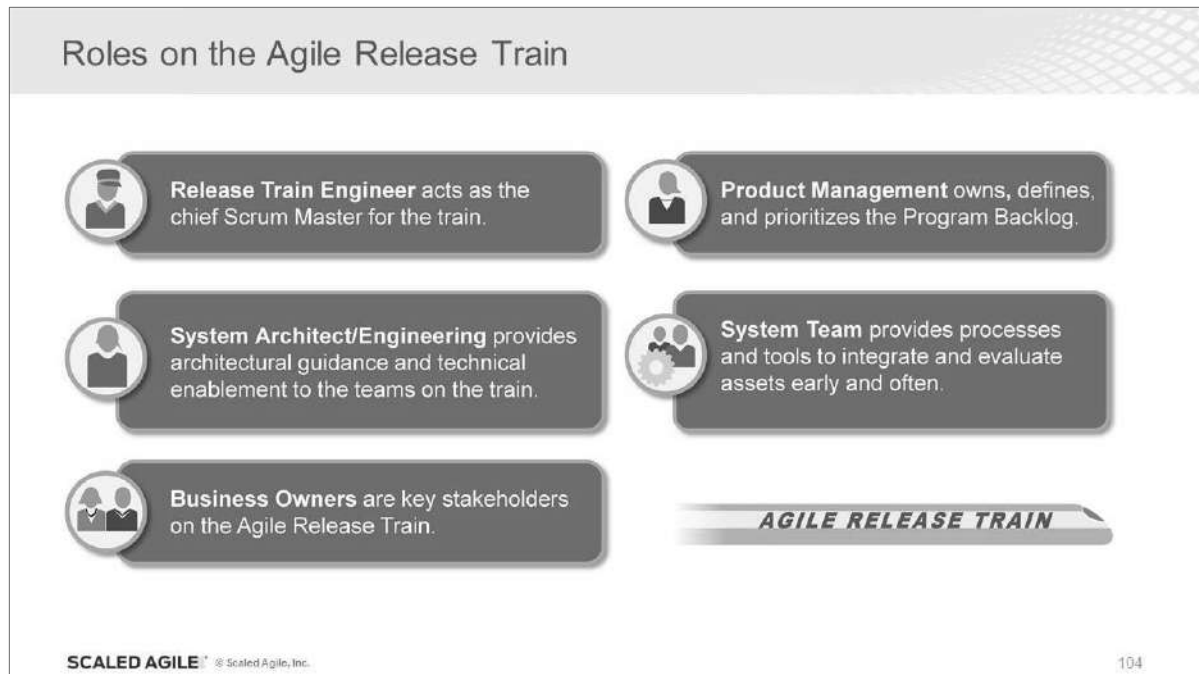 Roles on the Agile Release Train
Release Train Engineer acts as the
chief Scrum Master for the train.
Product Management owns, defines,
and prioritizes the Program Backlog.
System Architect/Engineering provides
architectural guidance and technical
enablement to the teams on the train.
System Team provides processes
and tools to integrate and evaluate
assets early and often.
Business Owners are key stakeholders
on the Agile Release Train.
AGILE RELEASE TRAIN
SCALED AGILE © Scaled Agile, Inc.
104